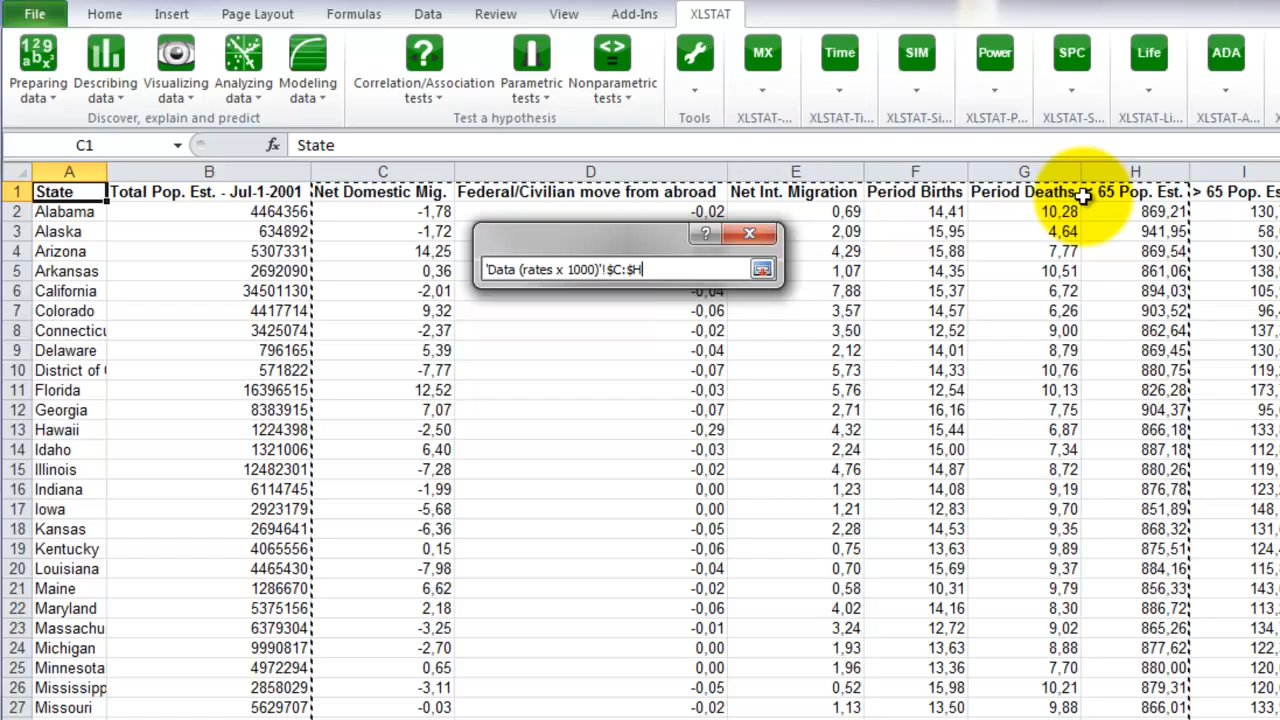 File Home Insert Page Layout Formulas Data Review View Add-Ins XLSTAT
123 abx² ? <> MX Time SIM Power SPC Life ADA
Preparing data Describing data Visualizing data Analyzing data Modeling data Correlation/Association tests Parametric tests Nonparametric tests
Discover, explain and predict Test a hypothesis Tools XLSTAT-... XLSTAT-Ti... XLSTAT-Si... XLSTAT-P... XLSTAT-S... XLSTAT-Li... XLSTAT-A...
C1 fx State
A B C D E F G H I
1 State Total Pop. Est. - Jul-1-2001 Net Domestic Mig. Federal/Civilian move from abroad Net Int. Migration Period Births Period Deaths 65 Pop. Est. > 65 Pop. Es
2 Alabama 4464356 -1,78 -0,02 0,69 14,41 10,28 869,21 130,
3 Alaska 634892 -1,72 ? 2,09 15,95 4,64 941,95 58,
4 Arizona 5307331 14,25 4,29 15,88 7,77 869,54 130,
5 Arkansas 2692090 0,36 'Data (rates x 1000)'!$C:$H 1,07 14,35 10,51 861,06 138,
6 California 34501130 -2,01 -0,04 7,88 15,37 6,72 894,03 105,
7 Colorado 4417714 9,32 -0,06 3,57 14,57 6,26 903,52 96,
8 Connecticu 3425074 -2,37 -0,02 3,50 12,52 9,00 862,64 137,
9 Delaware 796165 5,39 -0,04 2,12 14,01 8,79 869,45 130,
10 District of 571822 -7,77 -0,07 5,73 14,33 10,76 880,75 119,
11 Florida 16396515 12,52 -0,03 5,76 12,54 10,13 826,28 173,
12 Georgia 8383915 7,07 -0,07 2,71 16,16 7,75 904,37 95,
13 Hawaii 1224398 -2,50 -0,29 4,32 15,44 6,87 866,18 133,
14 Idaho 1321006 6,40 -0,03 2,24 15,00 7,34 887,18 112,
15 Illinois 12482301 -7,28 -0,02 4,76 14,87 8,72 880,26 119,
16 Indiana 6114745 -1,99 0,00 1,23 14,08 9,19 876,78 123,
17 Iowa 2923179 -5,68 0,00 1,21 12,83 9,70 851,89 148,
18 Kansas 2694641 -6,36 -0,05 2,28 14,53 9,35 868,32 131,
19 Kentucky 4065556 0,15 -0,06 0,75 13,63 9,89 875,51 124,
20 Louisiana 4465430 -7,98 -0,04 0,70 15,69 9,37 884,16 115,
21 Maine 1286670 6,62 -0,02 0,58 10,31 9,79 856,33 143,
22 Maryland 5375156 2,18 -0,06 4,02 14,16 8,30 886,72 113,
23 Massachu 6379304 -3,25 -0,01 3,24 12,72 9,02 865,26 134,
24 Michigan 9990817 -2,70 0,00 1,93 13,63 8,88 877,62 122,
25 Minnesota 4972294 0,65 0,00 1,96 13,36 7,70 880,00 120,
26 Mississipp 2858029 -3,11 -0,05 0,52 15,98 10,21 879,31 120,
27 Missouri 5629707 -0,03 -0,02 1,13 13,50 9,88 866,01 133,